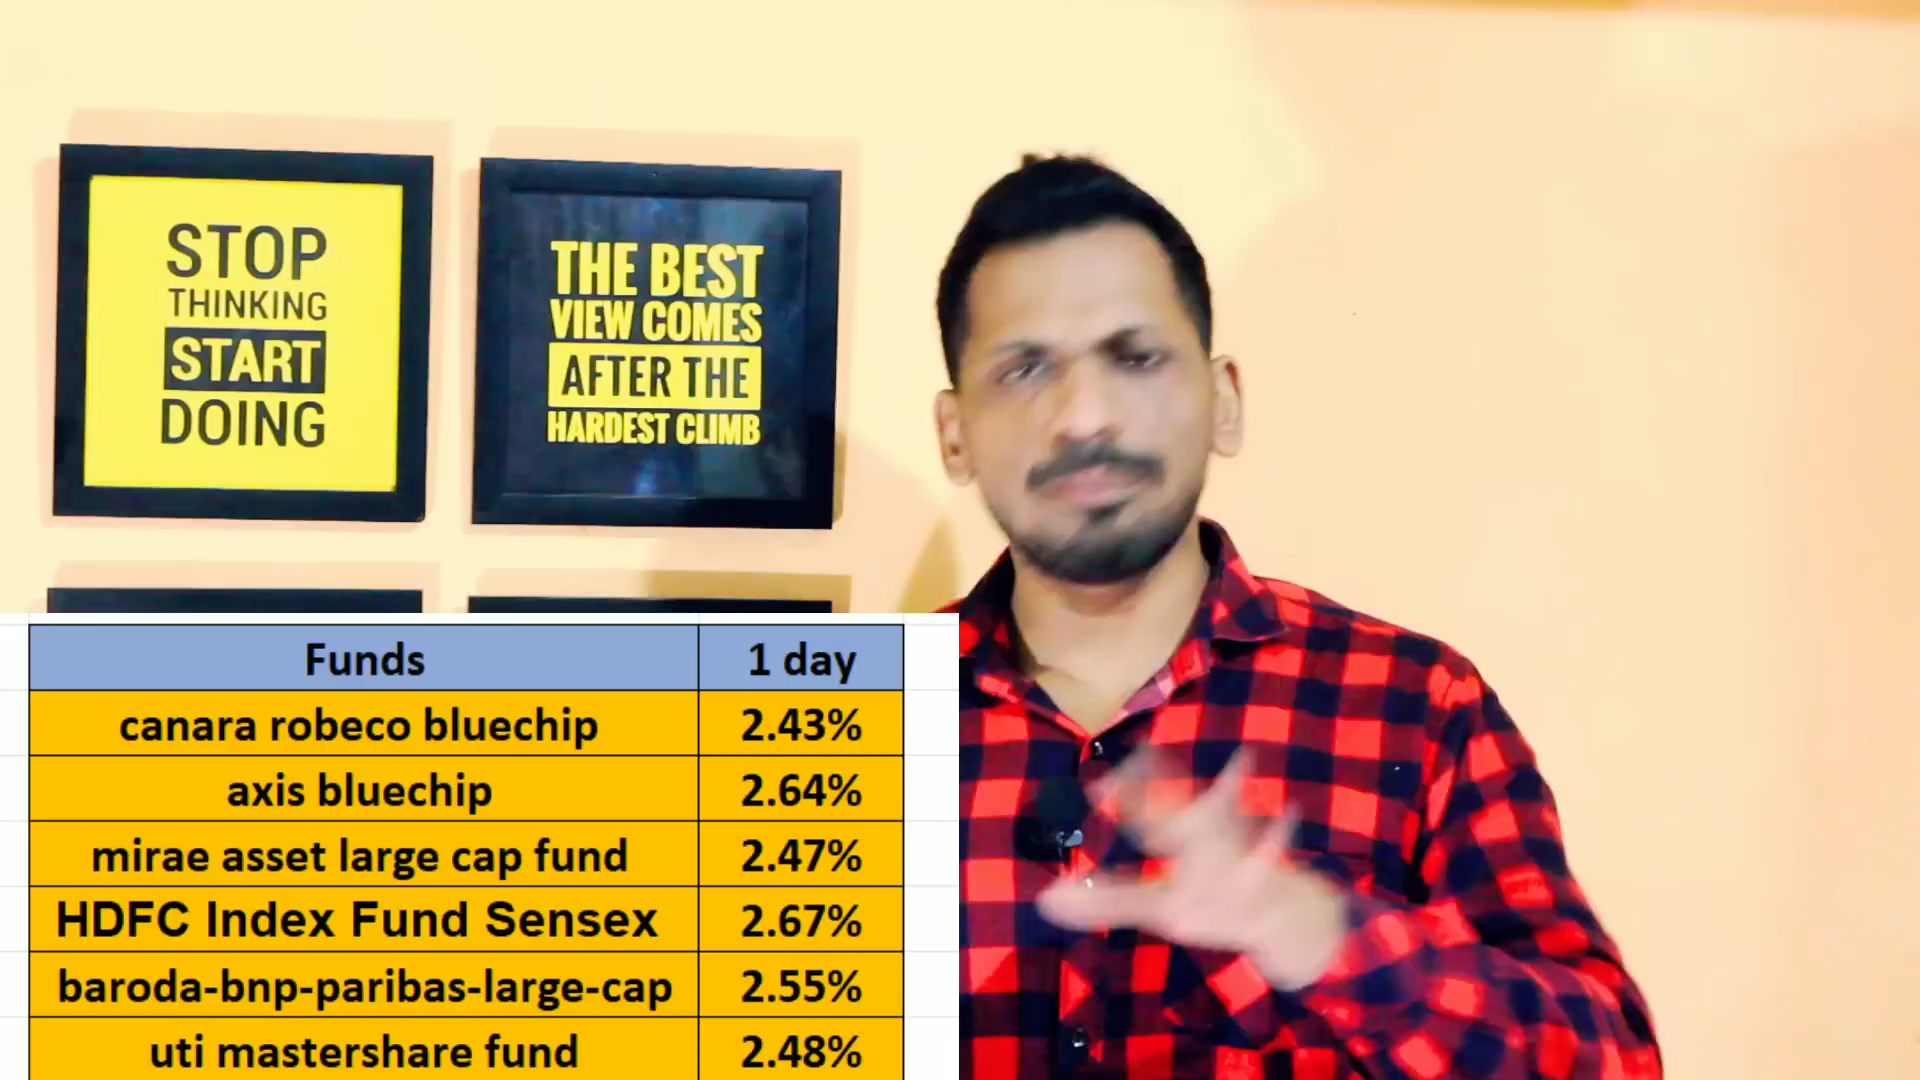 STOP
THINKING
START
DOING
THE BEST
VIEW COMES
AFTER THE
HARDEST CLIMB
Funds 1 day
canara robeco bluechip 2.43%
axis bluechip 2.64%
mirae asset large cap fund 2.47%
HDFC Index Fund Sensex 2.67%
baroda-bnp-paribas-large-cap 2.55%
uti mastershare fund 2.48%